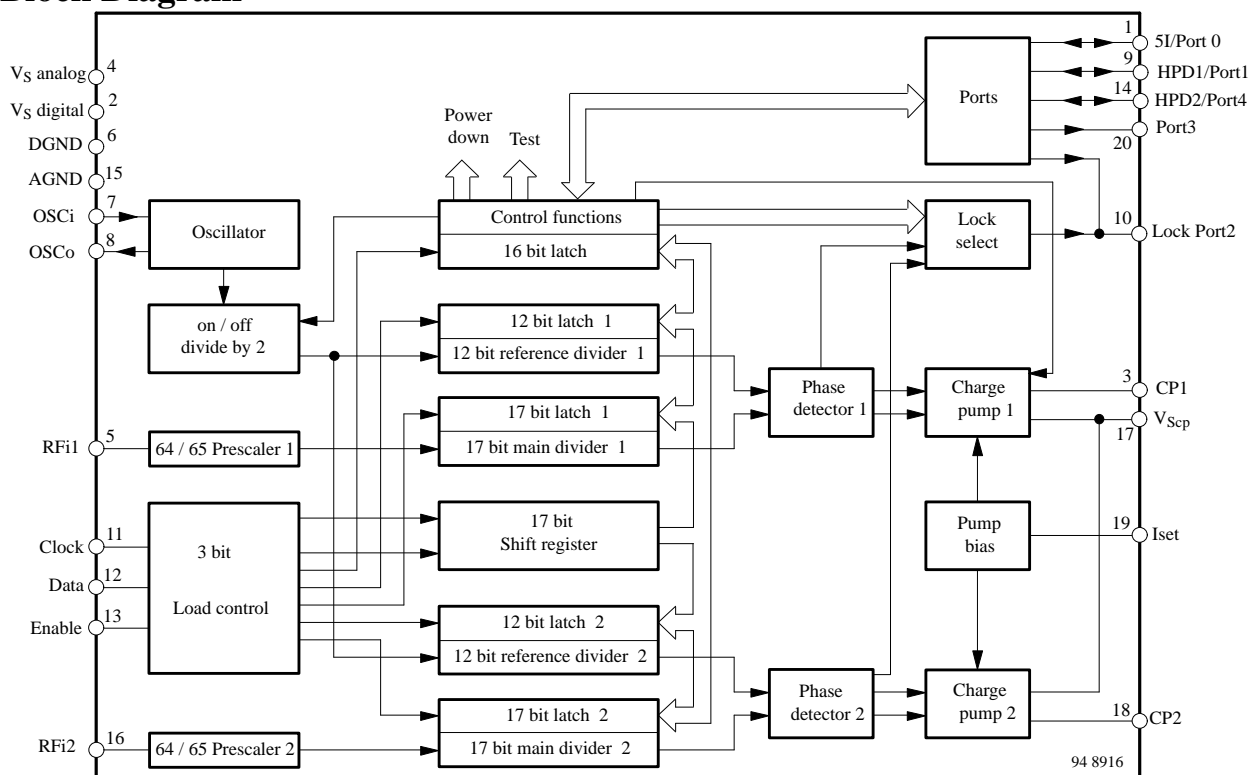 1
5I/Port 0
9
HPD1/Port1
14
HPD2/Port4
Port3
20
Ports
4
VS analog
2
VS digital
6
DGND
15
AGND
7
OSCi
8
OSCo
Power
down
Test
Oscillator
Control functions
16 bit latch
Lock
select
10
Lock Port2
on / off
divide by 2
12 bit latch 1
12 bit reference divider 1
Phase
detector 1
Charge
pump 1
3
CP1
VScp
17
17 bit latch 1
17 bit main divider 1
5
RFi1
64 / 65 Prescaler 1
11
Clock
12
Data
13
Enable
3 bit
Load control
17 bit
Shift register
Pump
bias
19
Iset
12 bit latch 2
12 bit reference divider 2
Phase
detector 2
Charge
pump 2
18
CP2
17 bit latch 2
17 bit main divider 2
16
RFi2
64 / 65 Prescaler 2
94 8916